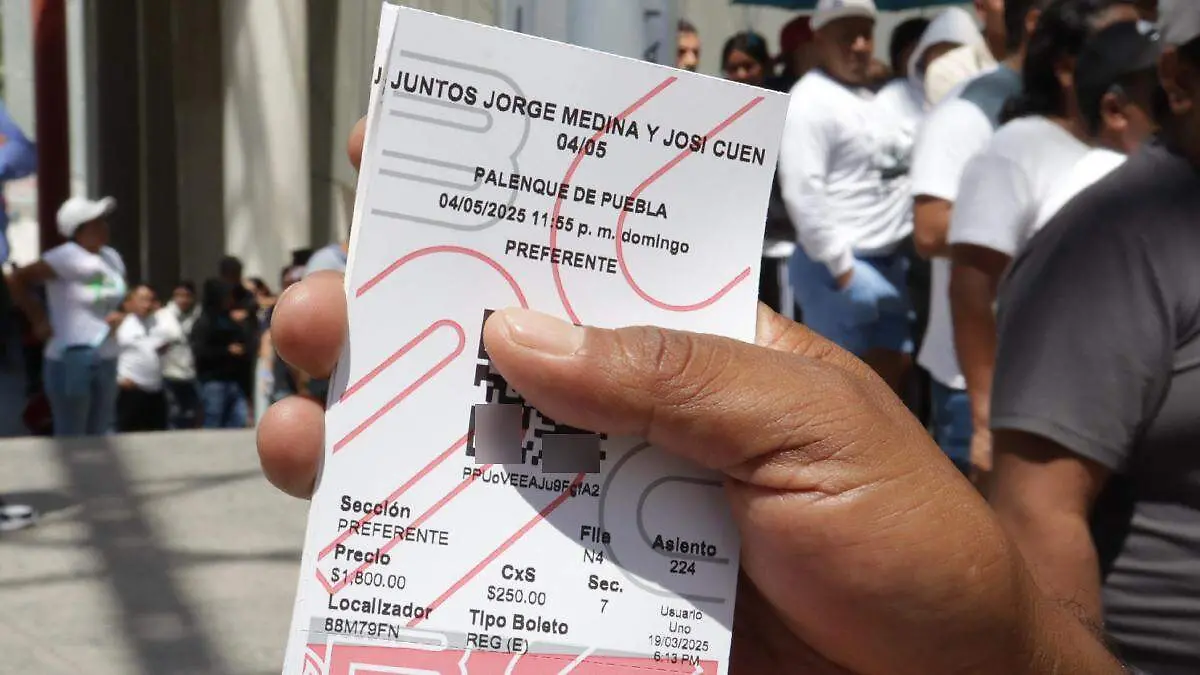 JUNTOS JORGE MEDINA Y JOSI CUEN
04/05
PALENQUE DE PUEBLA
04/05/2025 11:55 p. m. domingo
PREFERENTE
Sección
PREFERENTE
Fila
N4
Asiento
224
Precio
$1,800.00
CxS
$250.00
Sec.
7
Localizador
88M79FN
Tipo Boleto
REG (E)
Usuario
Uno
19/03/2025
6:13 PM